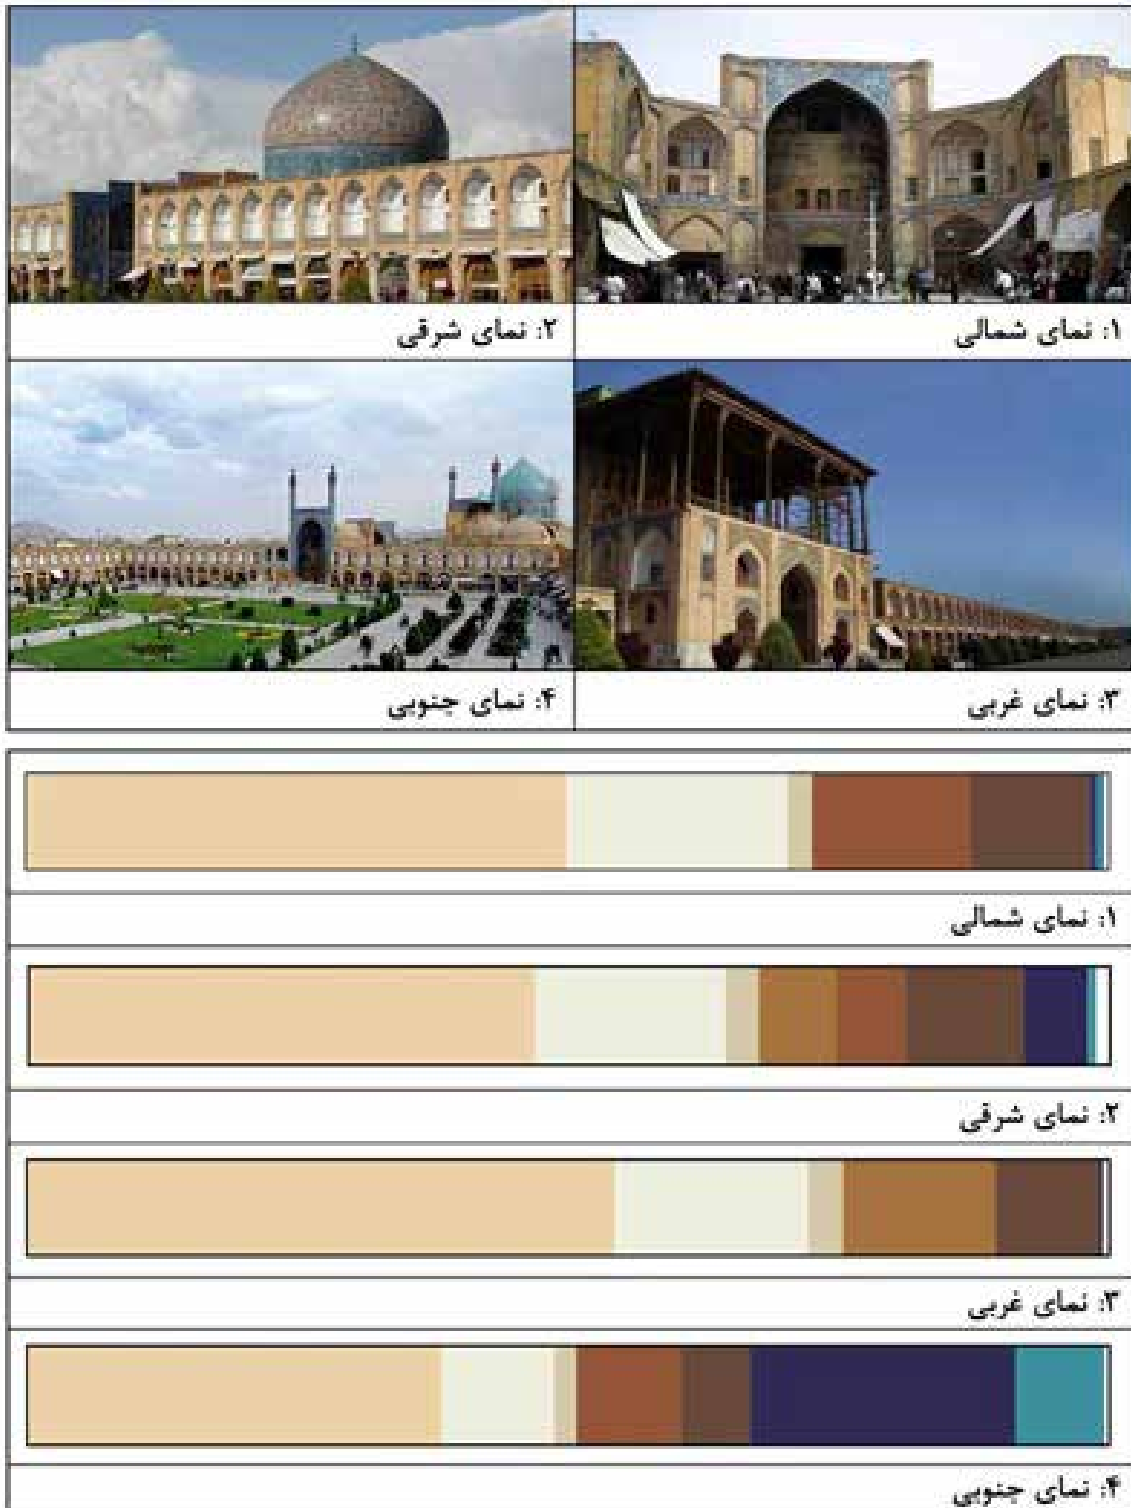 ۱: نمای شمالی
۲: نمای شرقی
۳: نمای غربی
۴: نمای جنوبی
۱: نمای شمالی
۲: نمای شرقی
۳: نمای غربی
۴: نمای جنوبی